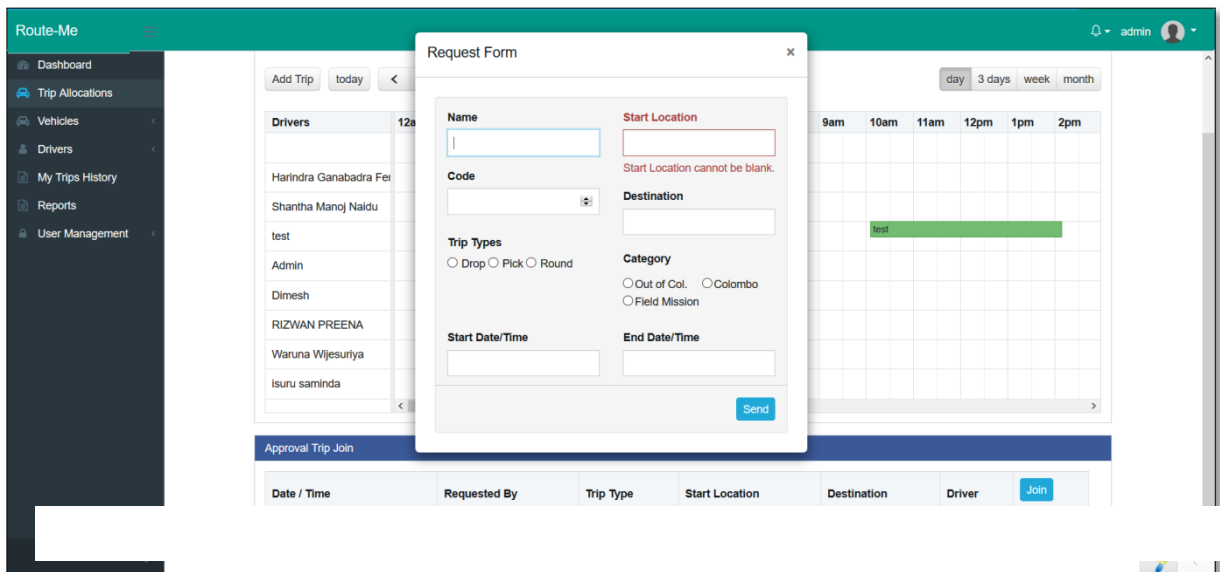 Route-Me
admin
Dashboard
Trip Allocations
Vehicles
Drivers
My Trips History
Reports
User Management
Add Trip today <
day 3 days week month
Drivers 12a 9am 10am 11am 12pm 1pm 2pm
Harindra Ganabadra Fer
Shantha Manoj Naidu
test test
Admin
Dimesh
RIZWAN PREENA
Waruna Wijesuriya
isuru saminda
Request Form ×
Name Start Location
Start Location cannot be blank.
Code
Destination
Trip Types
Drop Pick Round
Category
Out of Col. Colombo
Field Mission
Start Date/Time End Date/Time
Send
Approval Trip Join
Date / Time Requested By Trip Type Start Location Destination Driver Join